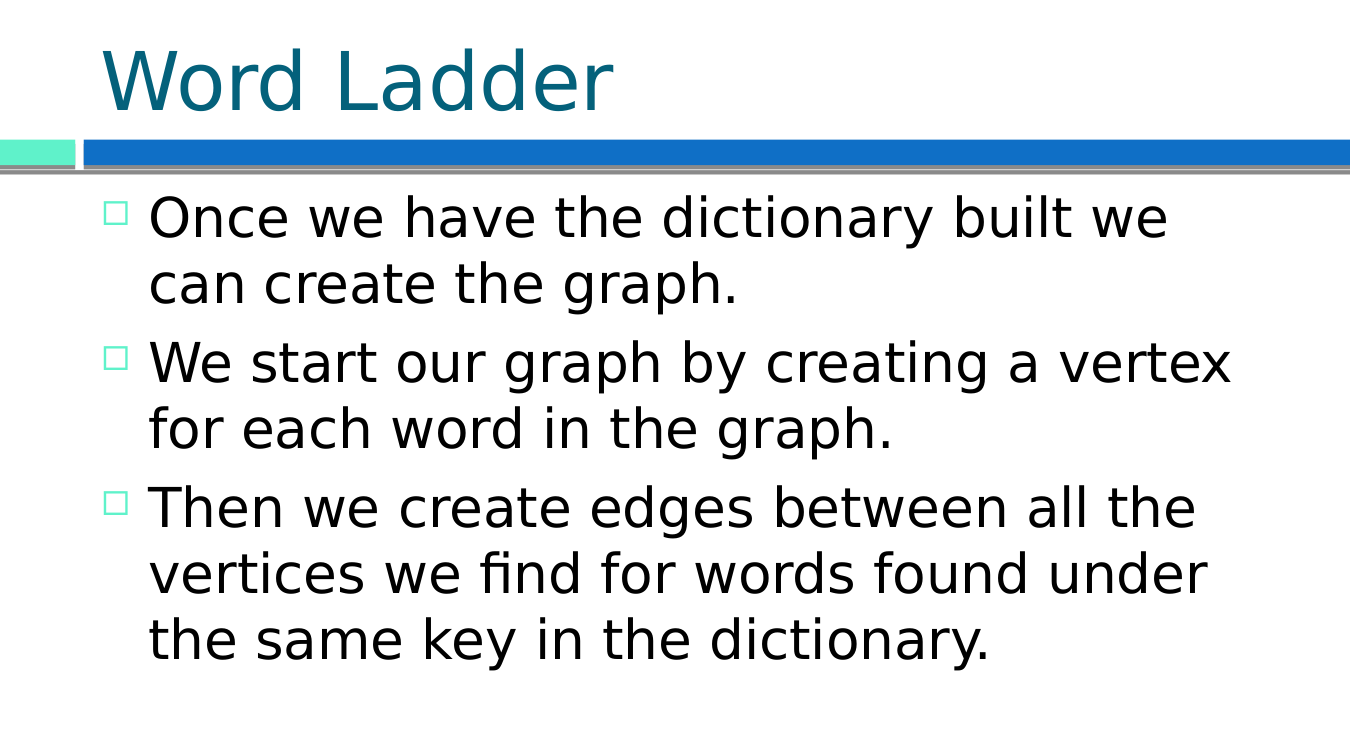 Word Ladder
Once we have the dictionary built we
can create the graph.
We start our graph by creating a vertex
for each word in the graph.
Then we create edges between all the
vertices we find for words found under
the same key in the dictionary.